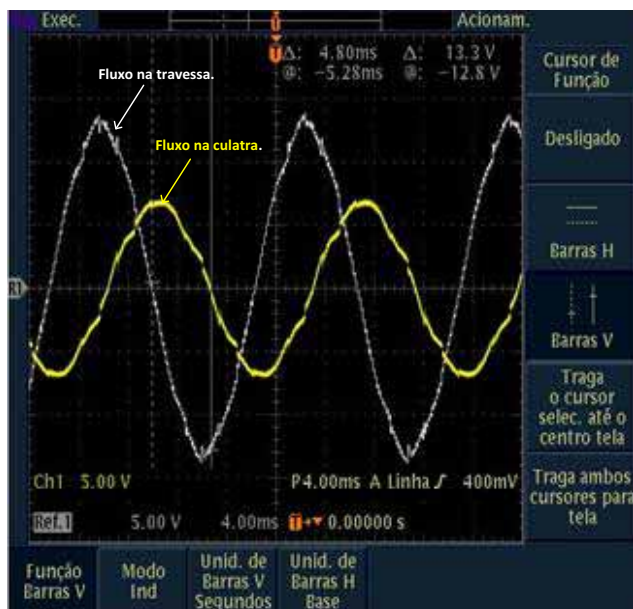 Exec.
Acionam.
Δ: 4.80ms Δ: 13.3 V
@: -5.28ms @: -12.8 V
Fluxo na travessa.
Fluxo na culatra.
Ch1 5.00 V P4.00ms A Linha ∫ 400mV
Ref.1 5.00 V 4.00ms T→▼ 0.00000 s
Cursor de
Função
Desligado
Barras H
Barras V
Traga
o cursor
selec. até o
centro tela
Traga ambos
cursores para
tela
Função
Barras V
Modo
Ind
Unid. de
Barras V
Segundos
Unid. de
Barras H
Base